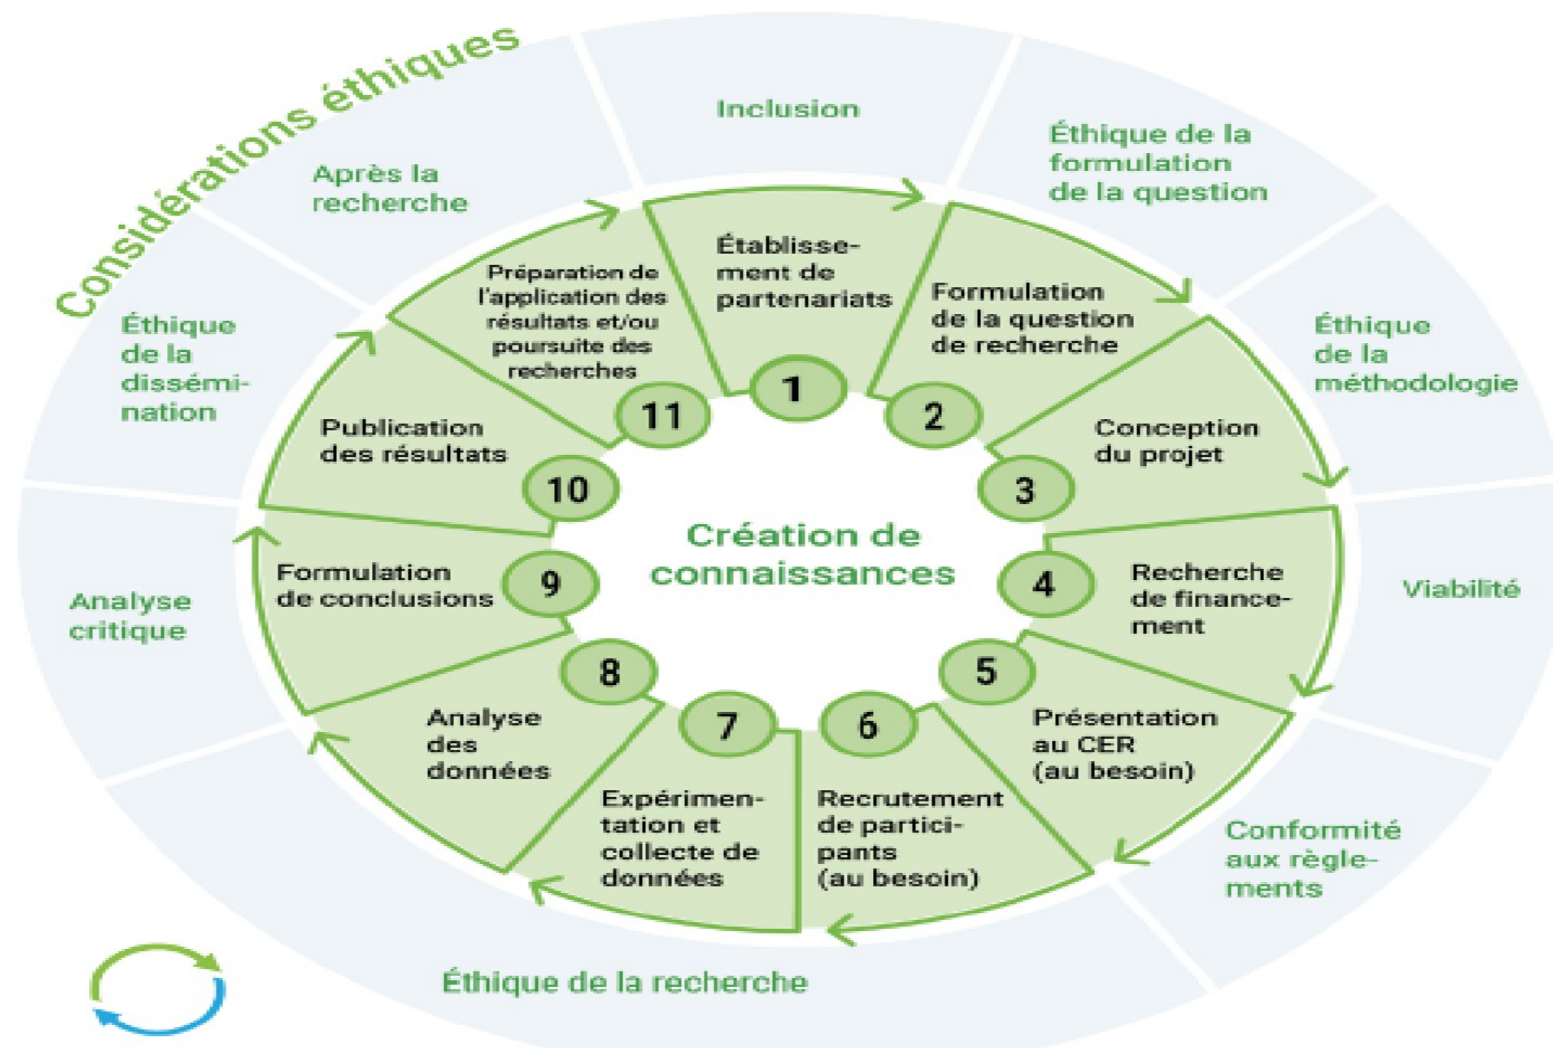 Considérations éthiques
Inclusion
Éthique de la
formulation
de la question
Éthique
de la
méthodologie
Viabilité
Conformité
aux règle-
ments
Éthique de la recherche
Analyse
critique
Éthique
de la
dissémi-
nation
Après la
recherche
Établisse-
ment de
partenariats
1
Formulation
de la question
de recherche
2
Conception
du projet
3
Recherche
de finance-
ment
4
Présentation
au CER
(au besoin)
5
Recrutement
de partici-
pants
(au besoin)
6
Expérimen-
tation et
collecte de
données
7
Analyse
des
données
8
Formulation
de conclusions
9
Publication
des résultats
10
Préparation de
l'application des
résultats et/ou
poursuite des
recherches
11
Création de
connaissances